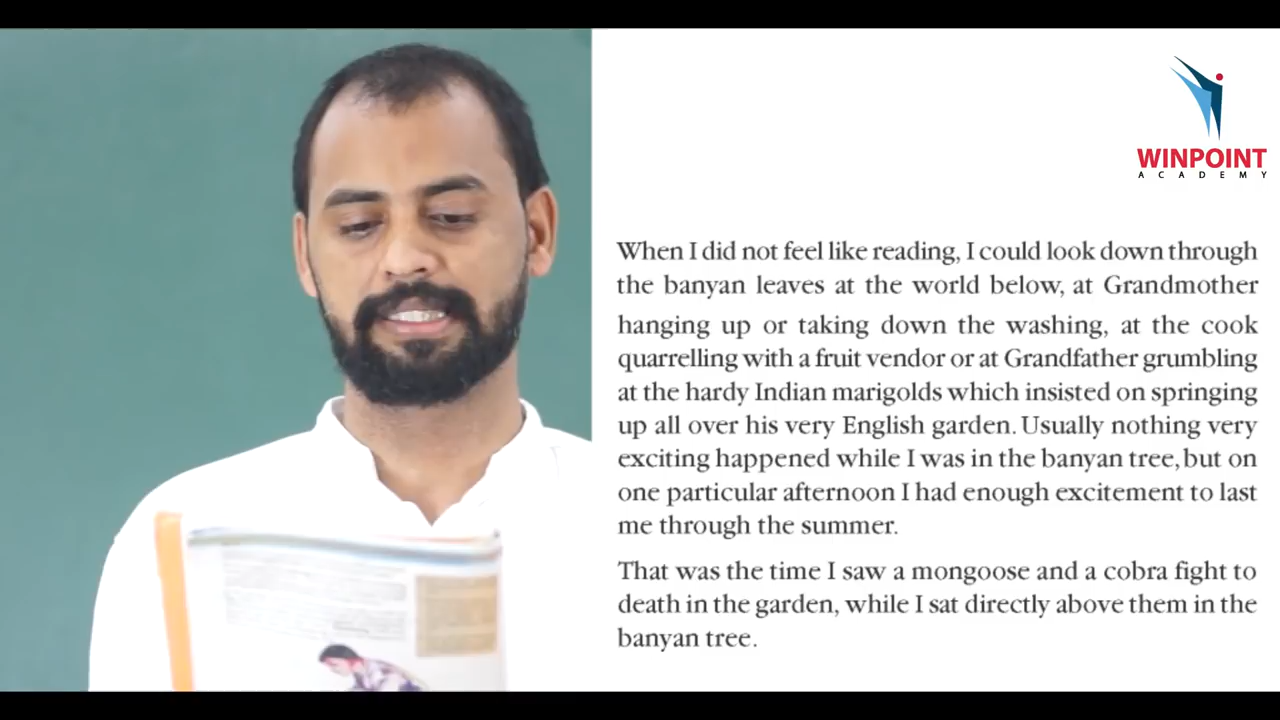 WINPOINT
ACADEMY
When I did not feel like reading, I could look down through
the banyan leaves at the world below, at Grandmother
hanging up or taking down the washing, at the cook
quarrelling with a fruit vendor or at Grandfather grumbling
at the hardy Indian marigolds which insisted on springing
up all over his very English garden. Usually nothing very
exciting happened while I was in the banyan tree, but on
one particular afternoon I had enough excitement to last
me through the summer.
That was the time I saw a mongoose and a cobra fight to
death in the garden, while I sat directly above them in the
banyan tree.